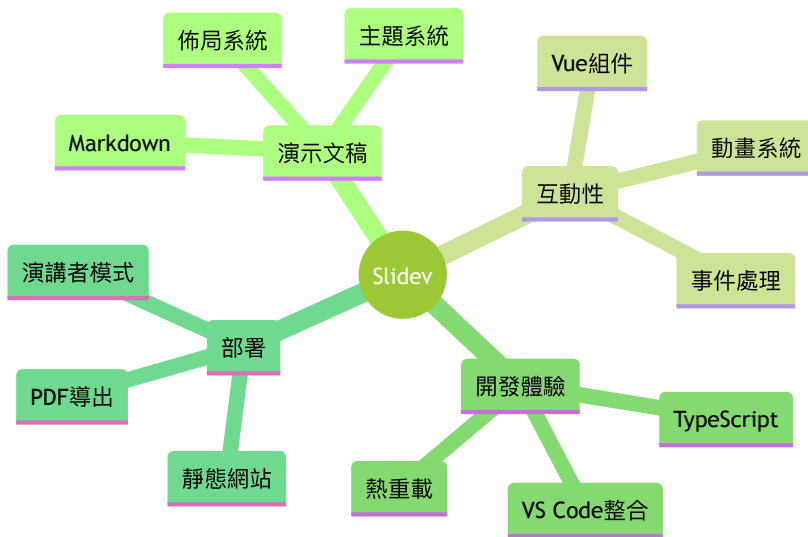 佈局系統
主題系統
Markdown
演示文稿
Vue組件
動畫系統
互動性
事件處理
Slidev
演講者模式
部署
PDF導出
靜態網站
開發體驗
TypeScript
熱重載
VS Code整合